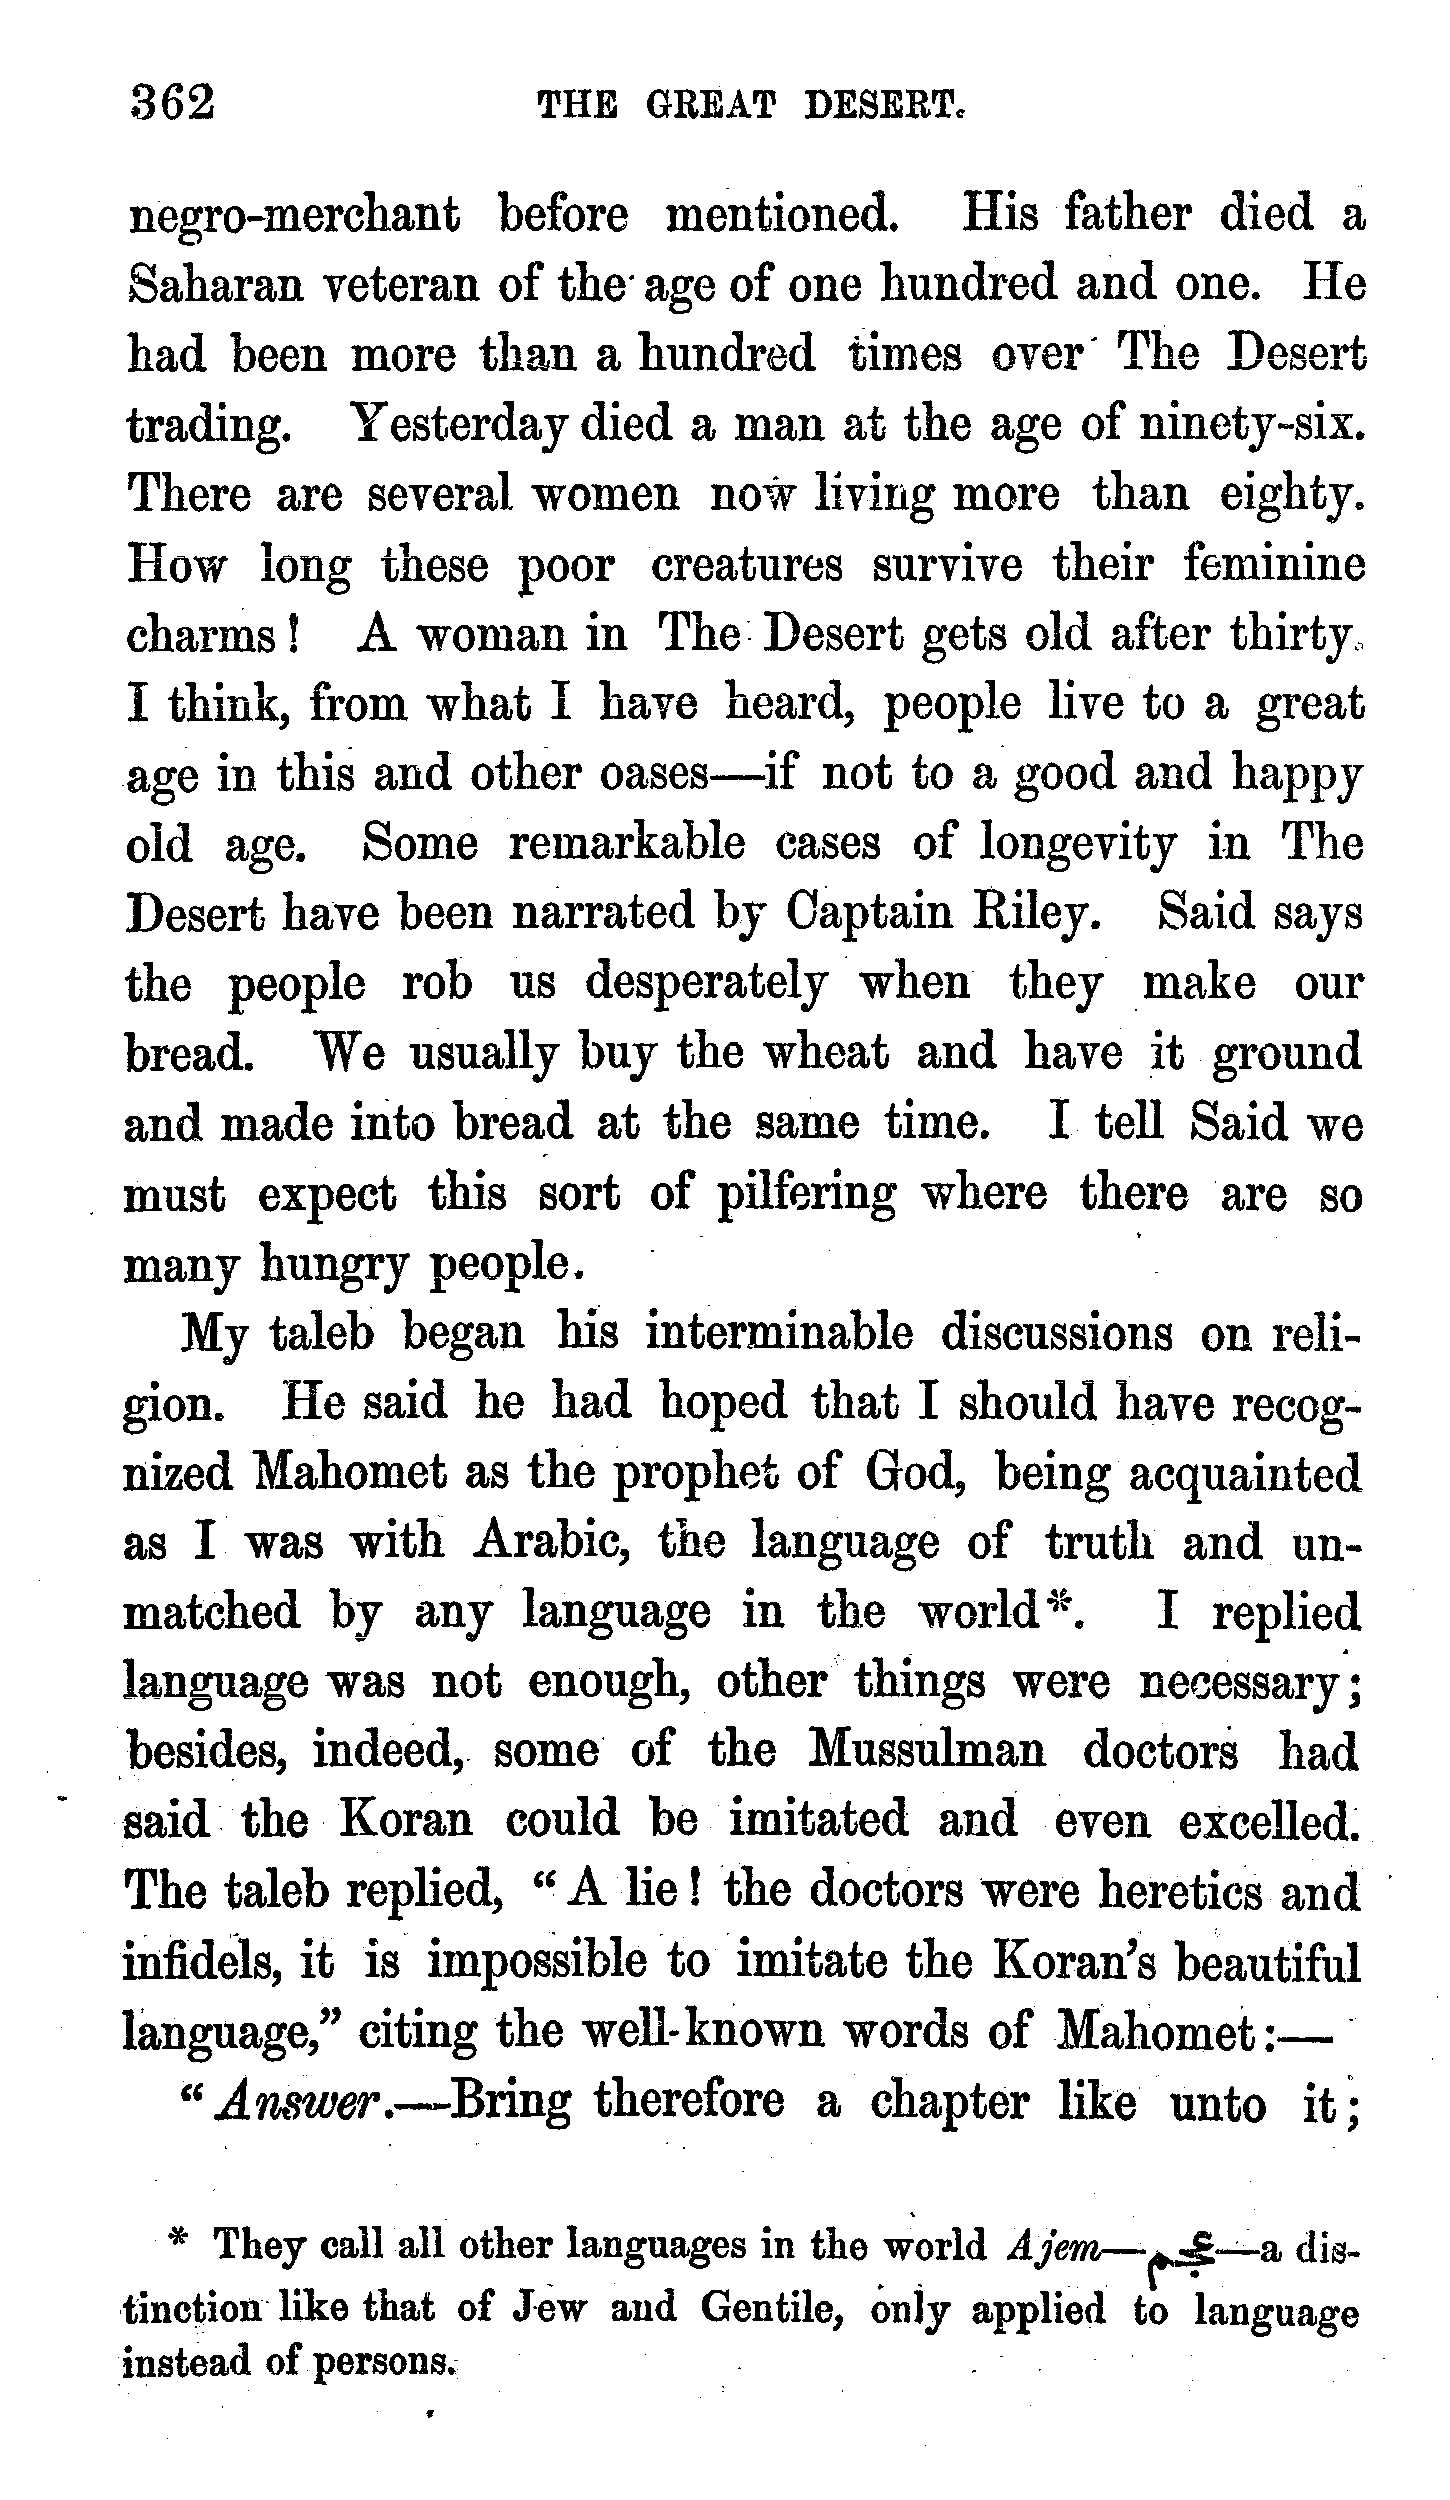 362 THE GREAT DESERT.
negro-merchant before mentioned. His father died a
Saharan veteran of the age of one hundred and one. He
had been more than a hundred times over The Desert
trading. Yesterday died a man at the age of ninety-six.
There are several women now living more than eighty.
How long these poor creatures survive their feminine
charms! A woman in The Desert gets old after thirty.
I think, from what I have heard, people live to a great
age in this and other oases—if not to a good and happy
old age. Some remarkable cases of longevity in The
Desert have been narrated by Captain Riley. Said says
the people rob us desperately when they make our
bread. We usually buy the wheat and have it ground
and made into bread at the same time. I tell Said we
must expect this sort of pilfering where there are so
many hungry people.
My taleb began his interminable discussions on reli-
gion. He said he had hoped that I should have recog-
nized Mahomet as the prophet of God, being acquainted
as I was with Arabic, the language of truth and un-
matched by any language in the world*. I replied
language was not enough, other things were necessary;
besides, indeed, some of the Mussulman doctors had
said the Koran could be imitated and even excelled.
The taleb replied, "A lie! the doctors were heretics and
infidels, it is impossible to imitate the Koran's beautiful
language," citing the well-known words of Mahomet:—
"Answer.—Bring therefore a chapter like unto it;
* They call all other languages in the world Ajem—عجم—a dis-
tinction like that of Jew and Gentile, only applied to language
instead of persons.